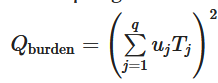 Q_burden = ( ∑_{j=1}^{q} u_j T_j )^2